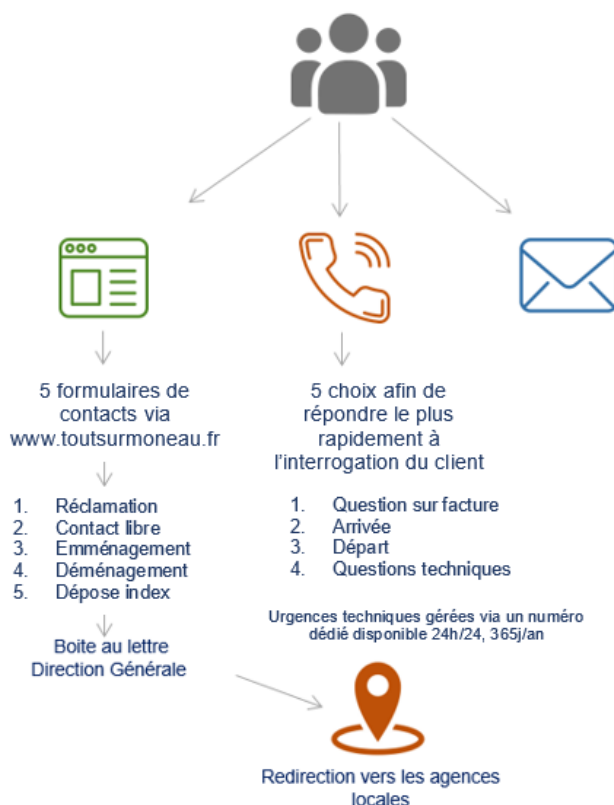 5 formulaires de
contacts via
www.toutsurmoneau.fr
1. Réclamation
2. Contact libre
3. Emménagement
4. Déménagement
5. Dépose index
Boite au lettre
Direction Générale
5 choix afin de
répondre le plus
rapidement à
l'interrogation du client
1. Question sur facture
2. Arrivée
3. Départ
4. Questions techniques
Urgences techniques gérées via un numéro
dédié disponible 24h/24, 365j/an
Redirection vers les agences
locales